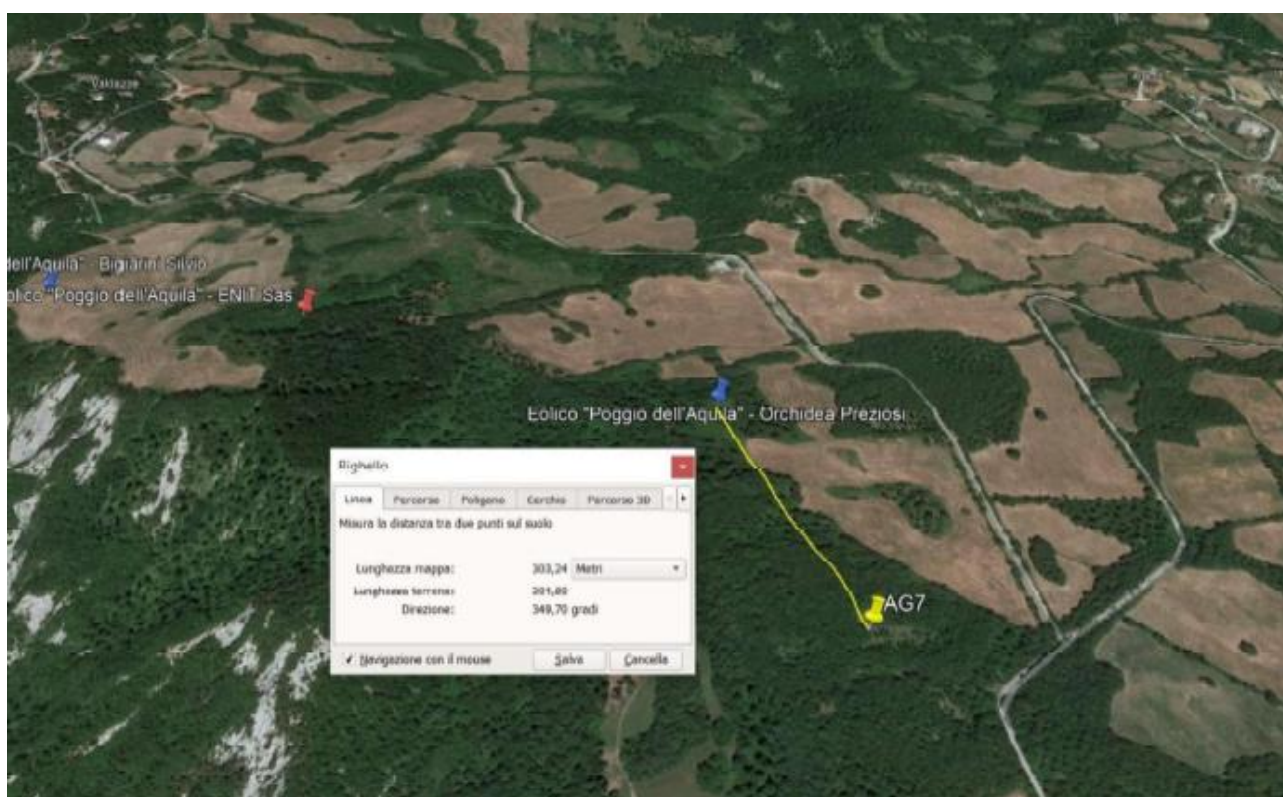 dell'Aquila" - Bigiarini Silvio
olico "Poggio dell'Aquila" - ENIT Sas
Eolico "Poggio dell'Aquila" - Orchidea Preziosi
Righello
Linea Percorso Poligono Cerchio Percorso 3D
Misura la distanza tra due punti sul suolo
Lunghezza mappa: 303,24 Metri
Lunghezza terreno:
Direzione: 349,70 gradi
AG7
Navigazione con il mouse Salva Cancella